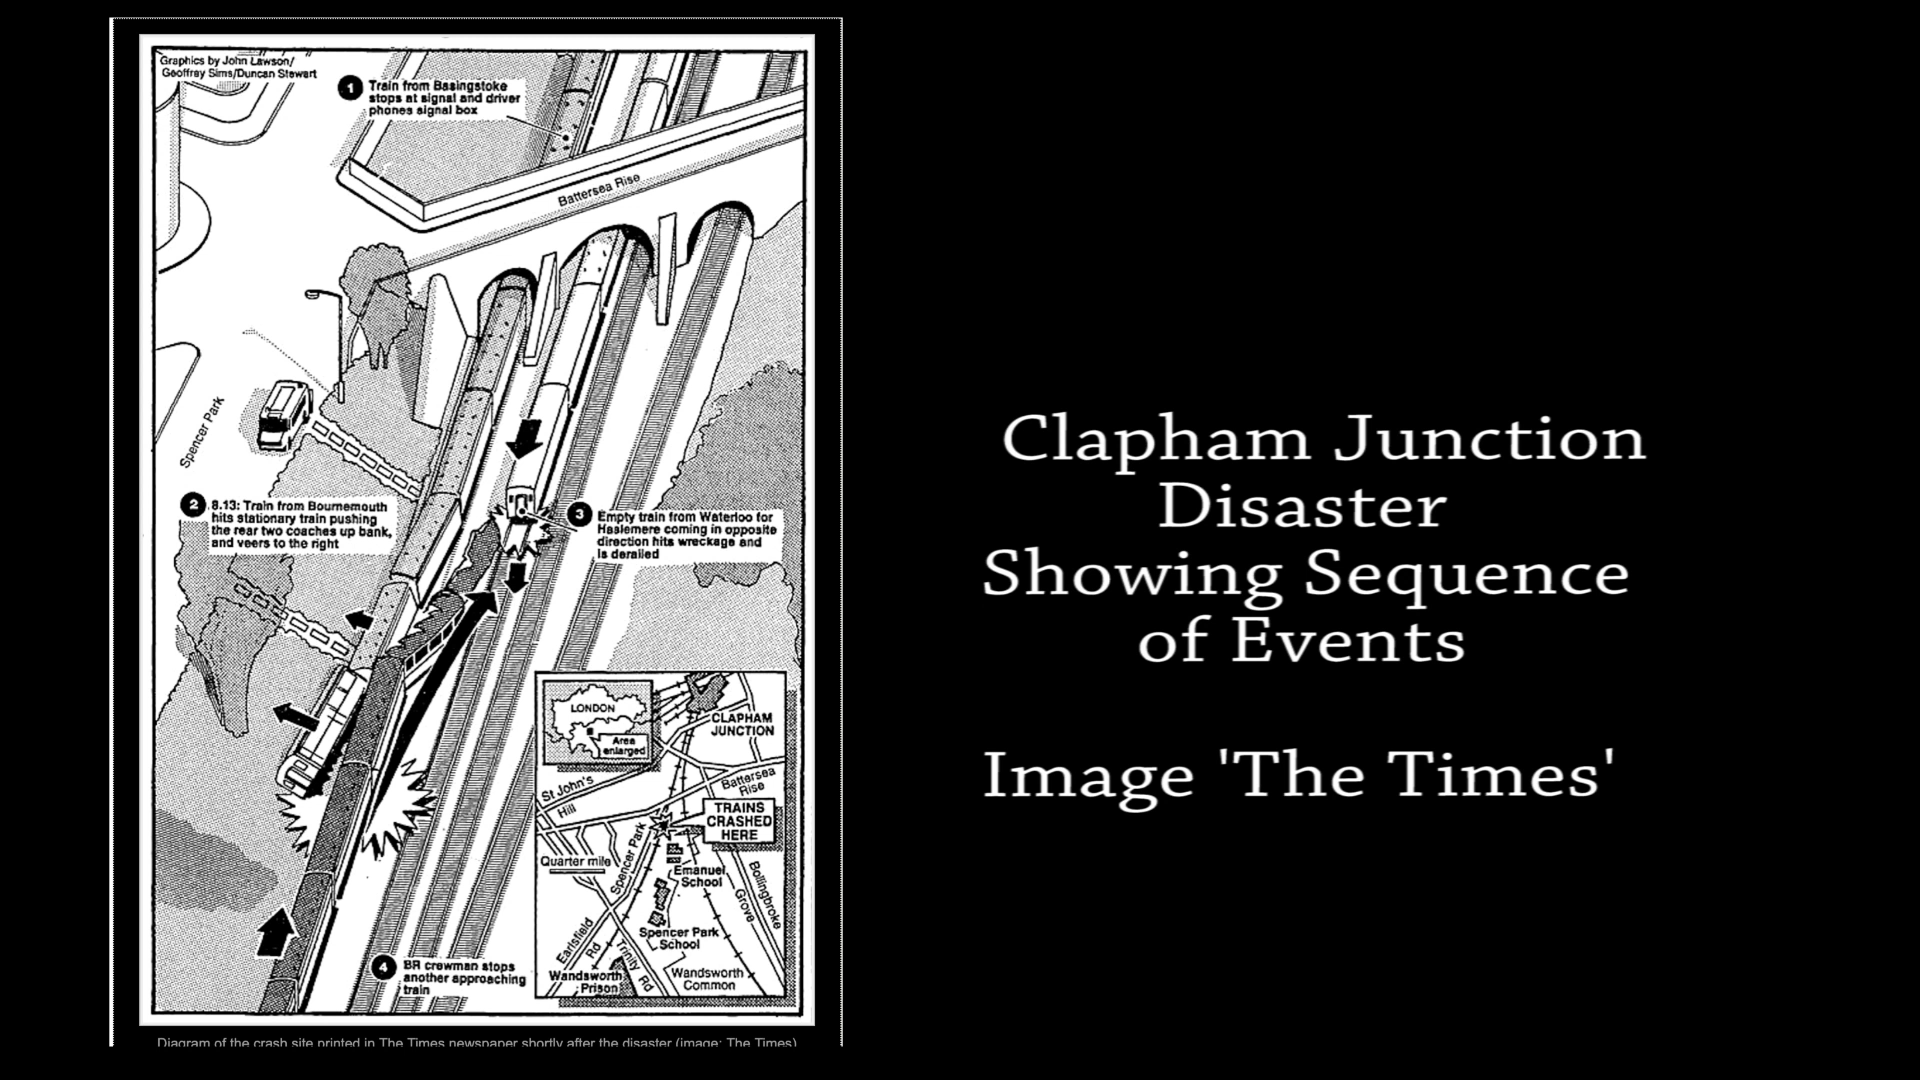 Graphics by John Lawson/
Geoffrey Sims/Duncan Stewart
1 Train from Basingstoke
stops at signal and driver
phones signal box
Battersea Rise
Spencer Park
2 8.13: Train from Bournemouth
hits stationary train pushing
the rear two coaches up bank,
and veers to the right
3 Empty train from Waterloo for
Haslemere coming in opposite
direction hits wreckage and
is derailed
4 BR crewman stops
another approaching
train
LONDON
Area
enlarged
CLAPHAM
JUNCTION
St John's
Hill
Battersea
Rise
TRAINS
CRASHED
HERE
Spencer Park
Quarter mile
Emanuel
School
Bollingbroke
Grove
Spencer Park
School
Earlsfield
Rd
Trinity Rd
Wandsworth
Prison
Wandsworth
Common
Diagram of the crash site printed in The Times newspaper shortly after the disaster (image: The Times)
Clapham Junction
Disaster
Showing Sequence
of Events
Image 'The Times'